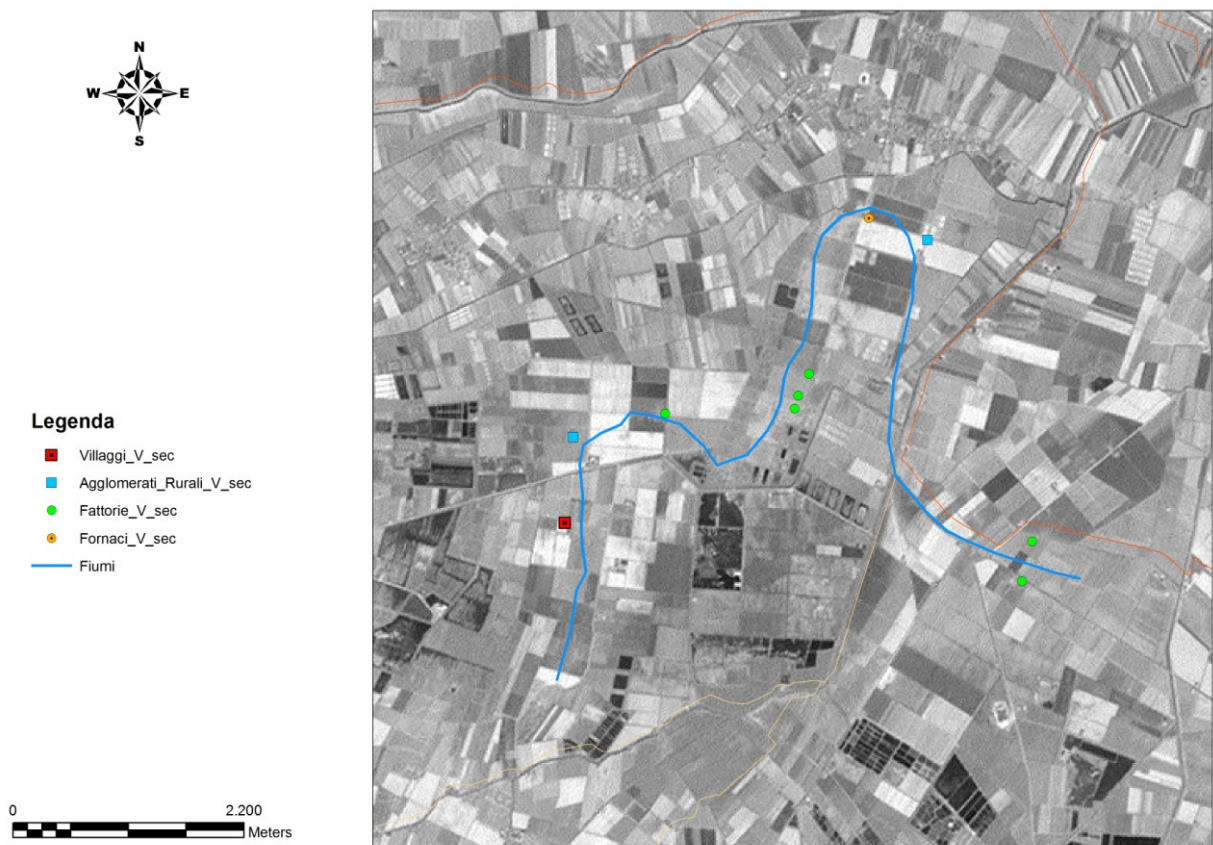 N
W E
S
Legenda
Villaggi_V_sec
Agglomerati_Rurali_V_sec
Fattorie_V_sec
Fornaci_V_sec
Fiumi
0 2.200
Meters